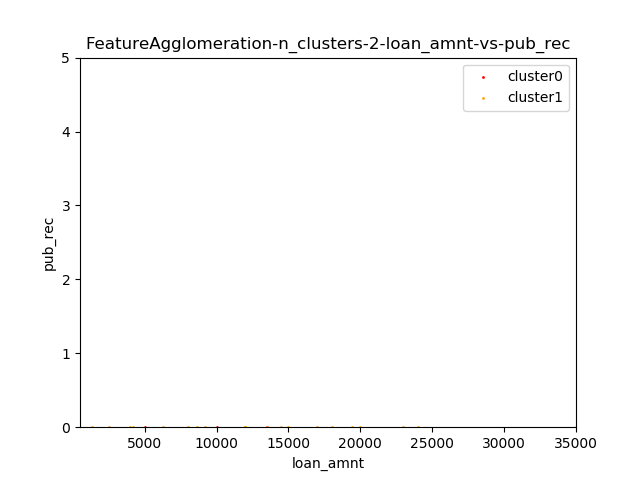 FeatureAgglomeration-n_clusters-2-loan_amnt-vs-pub_rec
cluster0
cluster1
5
4
3
2
1
0
pub_rec
5000 10000 15000 20000 25000 30000 35000
loan_amnt